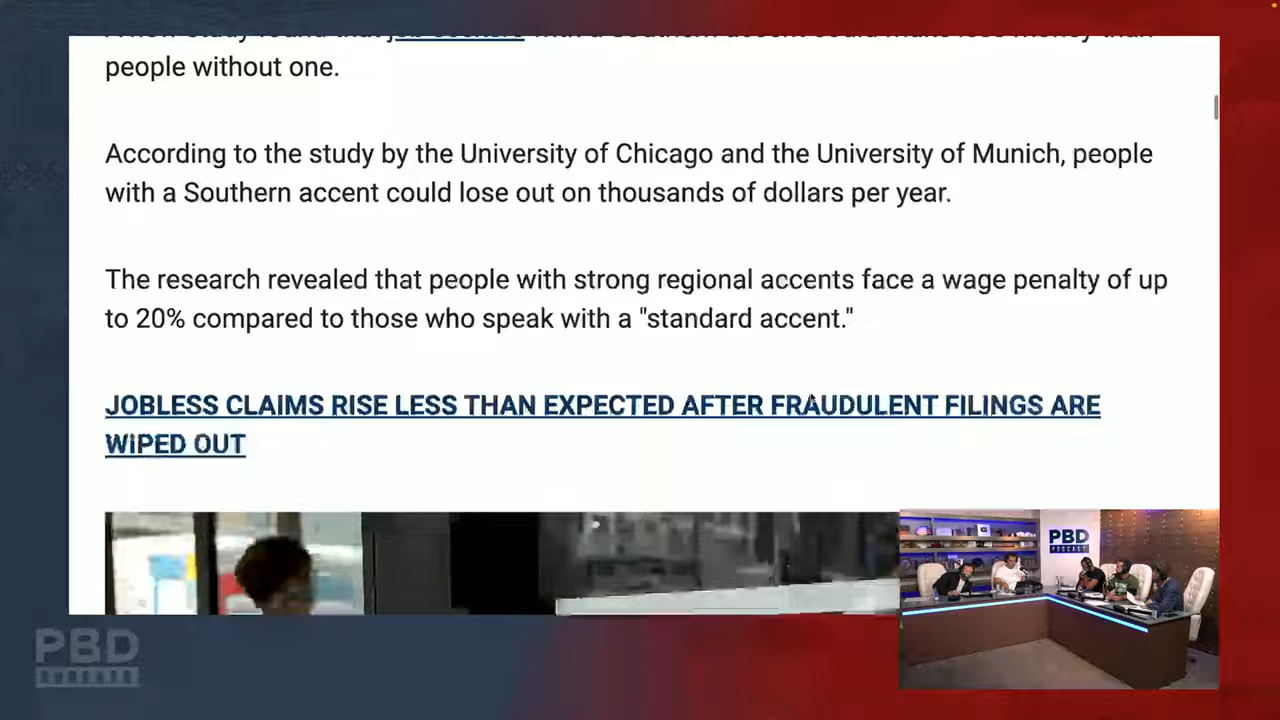 people without one.
According to the study by the University of Chicago and the University of Munich, people
with a Southern accent could lose out on thousands of dollars per year.
The research revealed that people with strong regional accents face a wage penalty of up
to 20% compared to those who speak with a "standard accent."
JOBLESS CLAIMS RISE LESS THAN EXPECTED AFTER FRAUDULENT FILINGS ARE
WIPED OUT
PBD
PODCAST
PBD